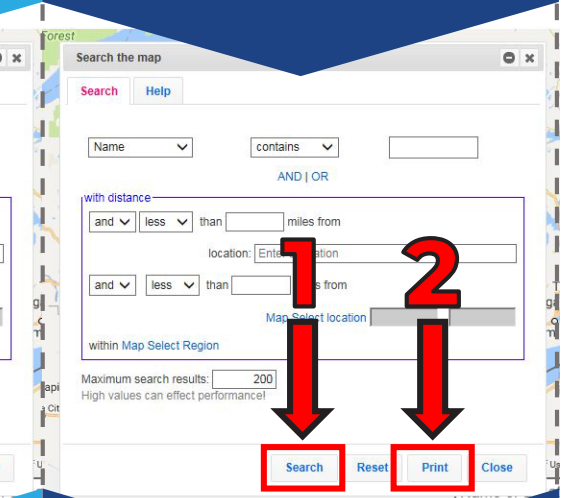 Forest
Search the map
Search Help
Name contains
AND | OR
with distance
and less than miles from
location:
and less than from
Map Select location
within Map Select Region
Maximum search results: 200
High values can effect performance!
1 2
Search Reset Print Close